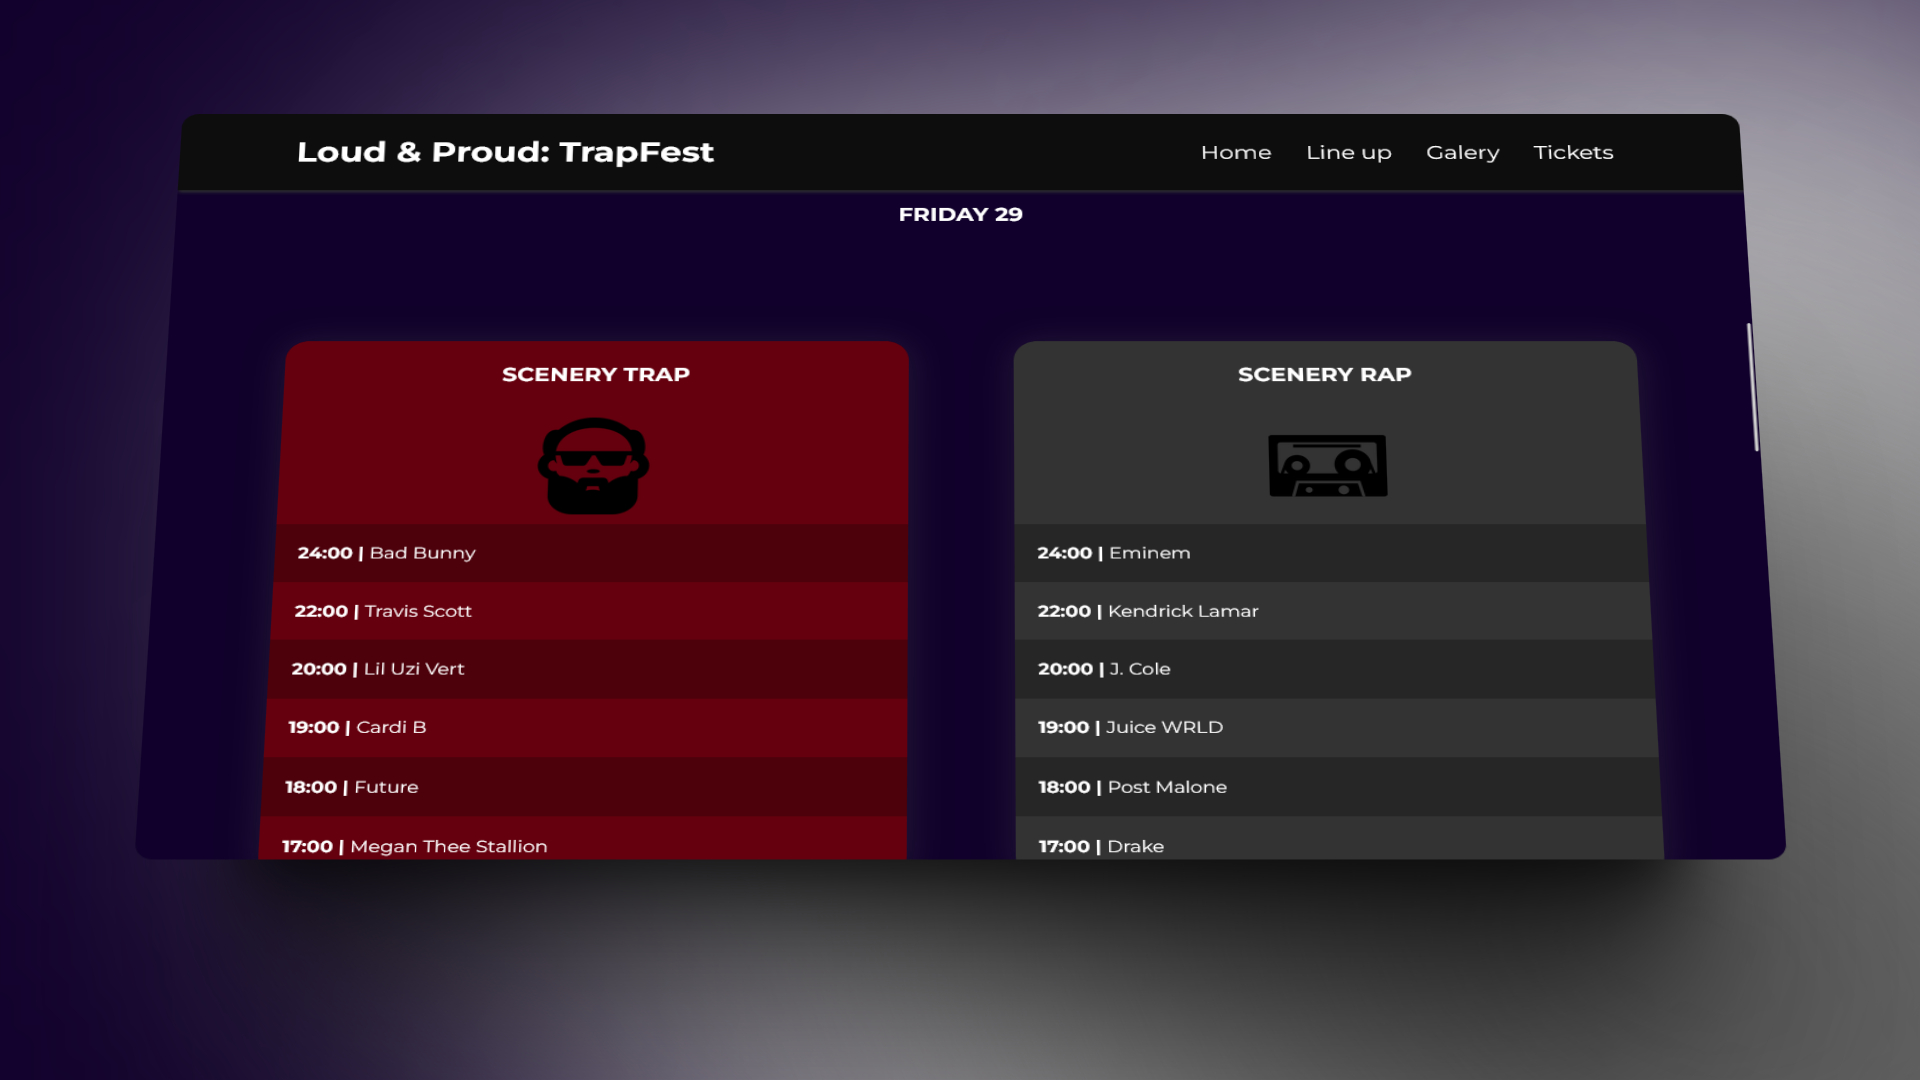 Loud & Proud: TrapFest
Home Line up Galery Tickets
FRIDAY 29
SCENERY TRAP
24:00 | Bad Bunny
22:00 | Travis Scott
20:00 | Lil Uzi Vert
19:00 | Cardi B
18:00 | Future
17:00 | Megan Thee Stallion
SCENERY RAP
24:00 | Eminem
22:00 | Kendrick Lamar
20:00 | J. Cole
19:00 | Juice WRLD
18:00 | Post Malone
17:00 | Drake